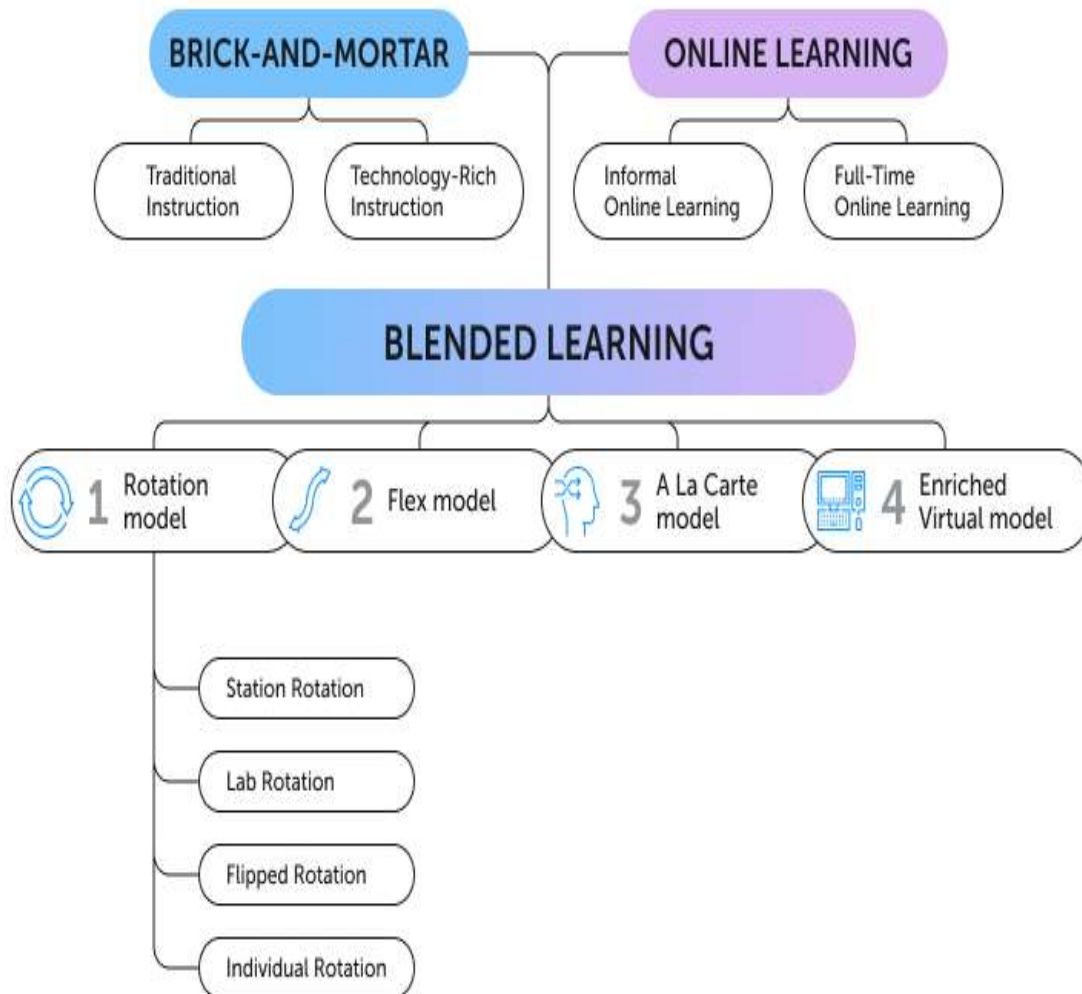 BRICK-AND-MORTAR
ONLINE LEARNING
Traditional
Instruction
Technology-Rich
Instruction
Informal
Online Learning
Full-Time
Online Learning
BLENDED LEARNING
1 Rotation
model
2 Flex model
3 A La Carte
model
4 Enriched
Virtual model
Station Rotation
Lab Rotation
Flipped Rotation
Individual Rotation